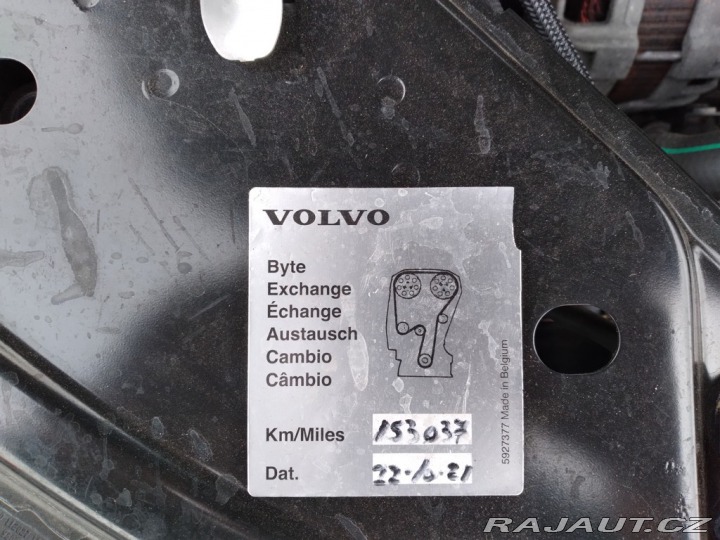 VOLVO
Byte
Exchange
Échange
Austausch
Cambio
Câmbio
Km/Miles 153037
Dat. 22.10.21
5927377 Made in Belgium
RAJAUT.CZ